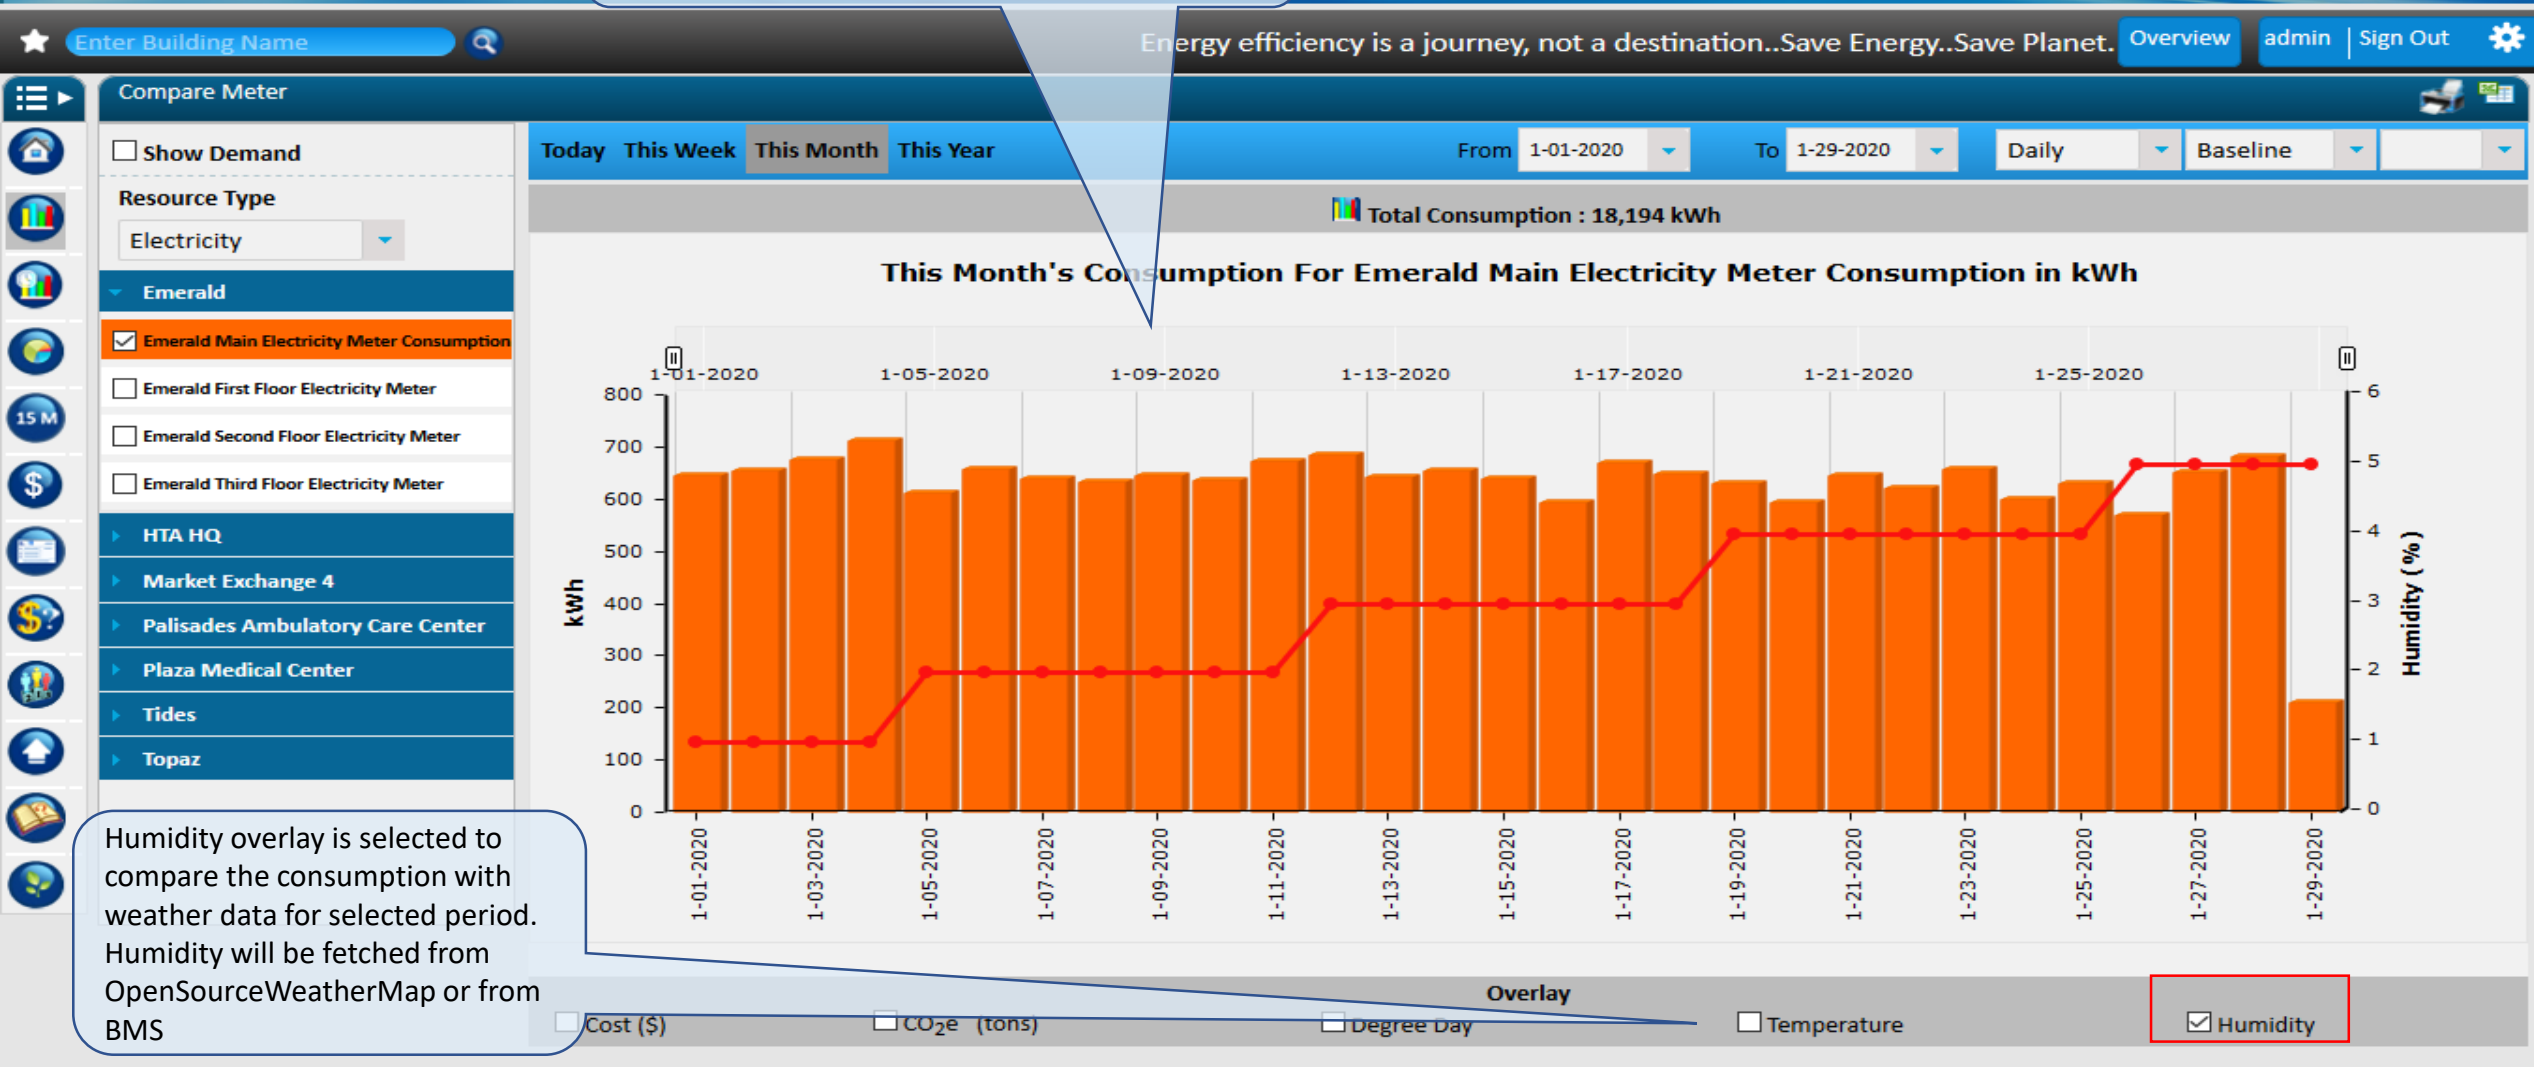 Enter Building Name
Energy efficiency is a journey, not a destination..Save Energy..Save Planet.
Overview
admin | Sign Out
Compare Meter
Show Demand
Resource Type
Electricity
Emerald
Emerald Main Electricity Meter Consumption
Emerald First Floor Electricity Meter
Emerald Second Floor Electricity Meter
Emerald Third Floor Electricity Meter
HTA HQ
Market Exchange 4
Palisades Ambulatory Care Center
Plaza Medical Center
Tides
Topaz
15 M
Today This Week This Month This Year
From 1-01-2020 To 1-29-2020 Daily Baseline
Total Consumption : 18,194 kWh
This Month's Consumption For Emerald Main Electricity Meter Consumption in kWh
1-01-2020 1-05-2020 1-09-2020 1-13-2020 1-17-2020 1-21-2020 1-25-2020
800
700
600
500
400
300
200
100
0
kWh
6
5
4
3
2
1
0
Humidity (%)
1-01-2020
1-03-2020
1-05-2020
1-07-2020
1-09-2020
1-11-2020
1-13-2020
1-15-2020
1-17-2020
1-19-2020
1-21-2020
1-23-2020
1-25-2020
1-27-2020
1-29-2020
Humidity overlay is selected to
compare the consumption with
weather data for selected period.
Humidity will be fetched from
OpenSourceWeatherMap or from
BMS
Overlay
Cost ($) CO₂e (tons) Degree Day Temperature Humidity